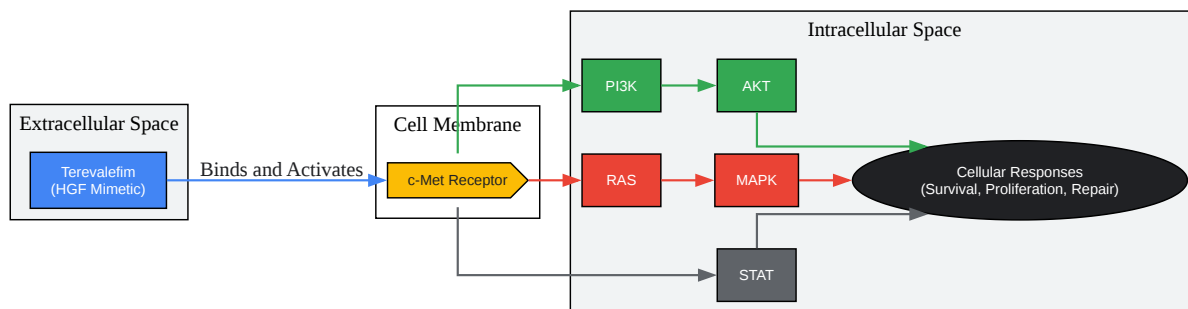 Intracellular Space
PI3K
AKT
Extracellular Space
Cell Membrane
Terevalefim
(HGF Mimetic)
Binds and Activates
c-Met Receptor
RAS
MAPK
Cellular Responses
(Survival, Proliferation, Repair)
STAT